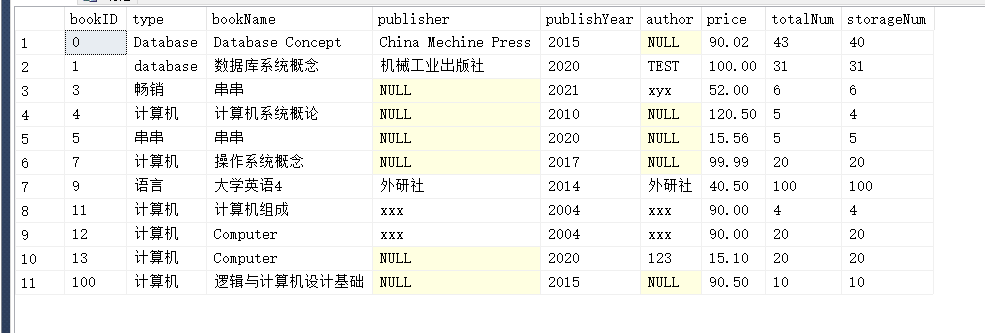 bookID type bookName publisher publishYear author price totalNum storageNum
1 0 Database Database Concept China Mechine Press 2015 NULL 90.02 43 40
2 1 database 数据库系统概念 机械工业出版社 2020 TEST 100.00 31 31
3 3 畅销 串串 NULL 2021 xyx 52.00 6 6
4 4 计算机 计算机系统概论 NULL 2010 NULL 120.50 5 4
5 5 串串 串串 NULL 2020 NULL 15.56 5 5
6 7 计算机 操作系统概念 NULL 2017 NULL 99.99 20 20
7 9 语言 大学英语4 外研社 2014 外研社 40.50 100 100
8 11 计算机 计算机组成 xxx 2004 xxx 90.00 4 4
9 12 计算机 Computer xxx 2004 xxx 90.00 20 20
10 13 计算机 Computer NULL 2020 123 15.10 20 20
11 100 计算机 逻辑与计算机设计基础 NULL 2015 NULL 90.50 10 10